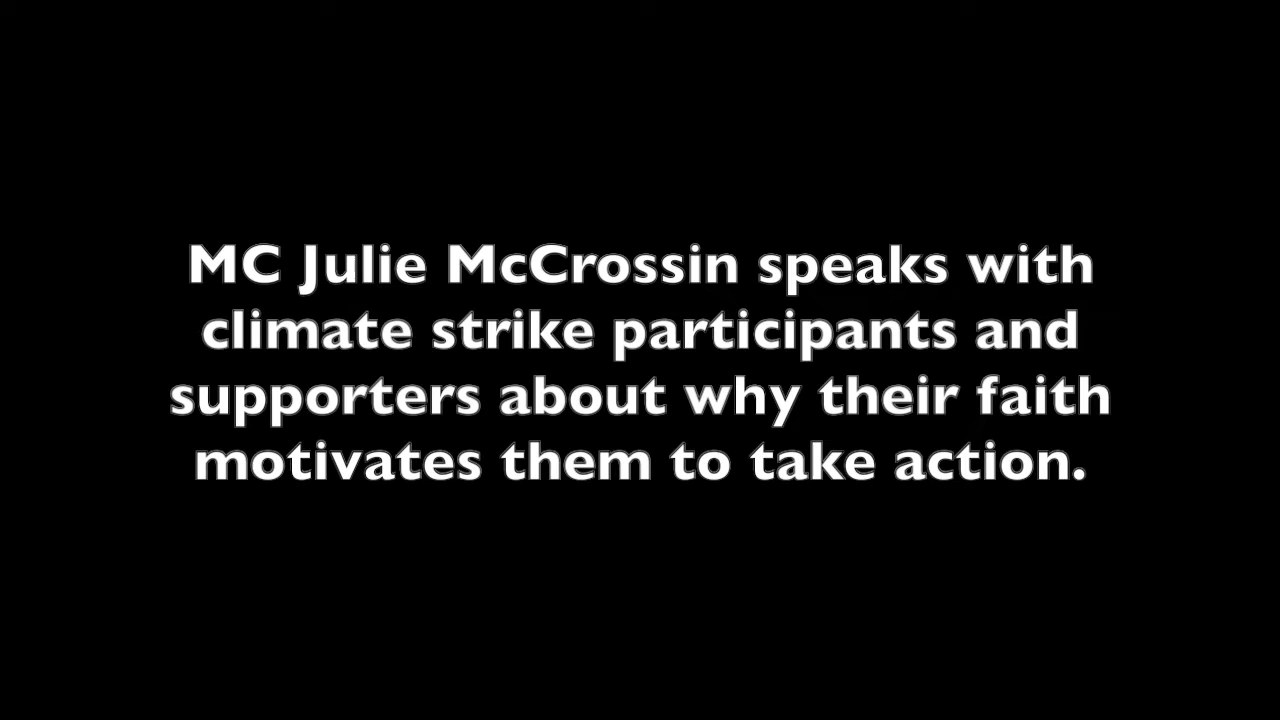 MC Julie McCrossin speaks with
climate strike participants and
supporters about why their faith
motivates them to take action.